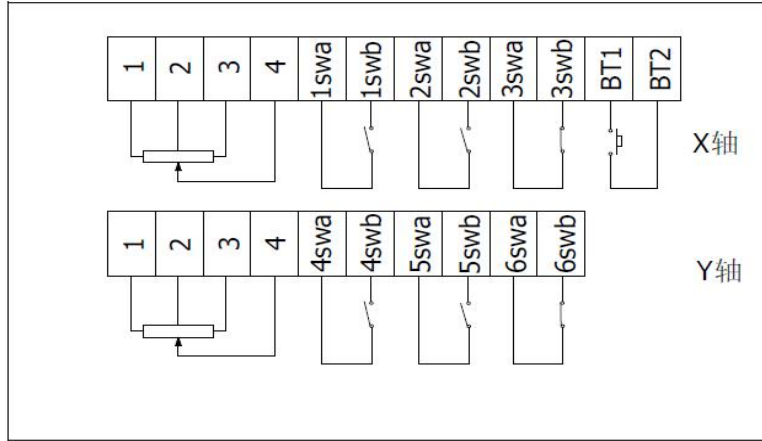 1 2 3 4 1swa 1swb 2swa 2swb 3swa 3swb BT1 BT2
X轴
1 2 3 4 4swa 4swb 5swa 5swb 6swa 6swb
Y轴